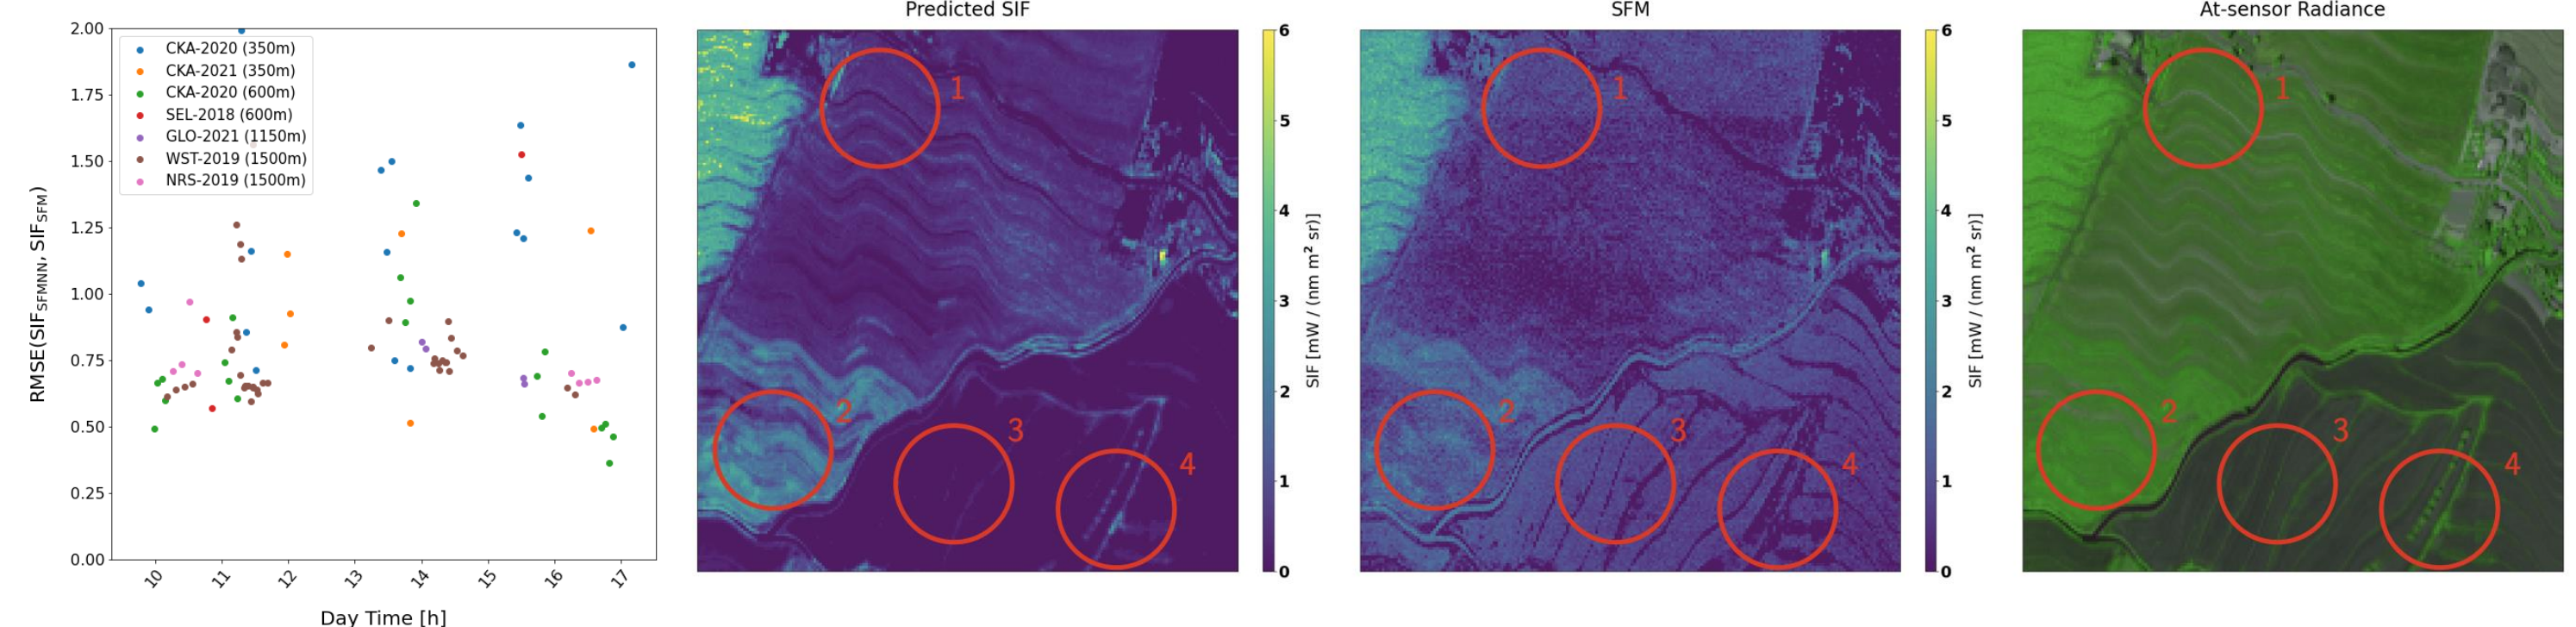 Predicted SIF
SFM
At-sensor Radiance
RMSE(SIF_SFMNN, SIF_SFM)
2.00
1.75
1.50
1.25
1.00
0.75
0.50
0.25
0.00
CKA-2020 (350m)
CKA-2021 (350m)
CKA-2020 (600m)
SEL-2018 (600m)
GLO-2021 (1150m)
WST-2019 (1500m)
NRS-2019 (1500m)
10 11 12 13 14 15 16 17
Day Time [h]
1
2
3
4
6
5
4
3
2
1
0
SIF [mW / (nm m² sr)]
1
2
3
4
6
5
4
3
2
1
0
SIF [mW / (nm m² sr)]
1
2
3
4